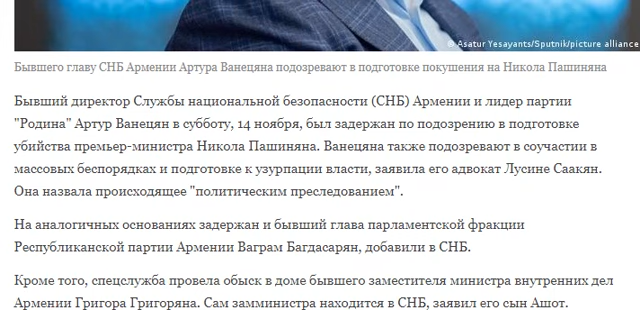 © Asatur Yesayants/Sputnik/picture alliance
Бывшего главу СНБ Армении Артура Ванецяна подозревают в подготовке покушения на Никола Пашиняна
Бывший директор Службы национальной безопасности (СНБ) Армении и лидер партии
"Родина" Артур Ванецян в субботу, 14 ноября, был задержан по подозрению в подготовке
убийства премьер-министра Никола Пашиняна. Ванецяна также подозревают в соучастии в
массовых беспорядках и подготовке к узурпации власти, заявила его адвокат Лусине Саакян.
Она назвала происходящее "политическим преследованием".
На аналогичных основаниях задержан и бывший глава парламентской фракции
Республиканской партии Армении Ваграм Багдасарян, добавили в СНБ.
Кроме того, спецслужба провела обыск в доме бывшего заместителя министра внутренних дел
Армении Григора Григоряна. Сам замминистра находится в СНБ, заявил его сын Ашот.